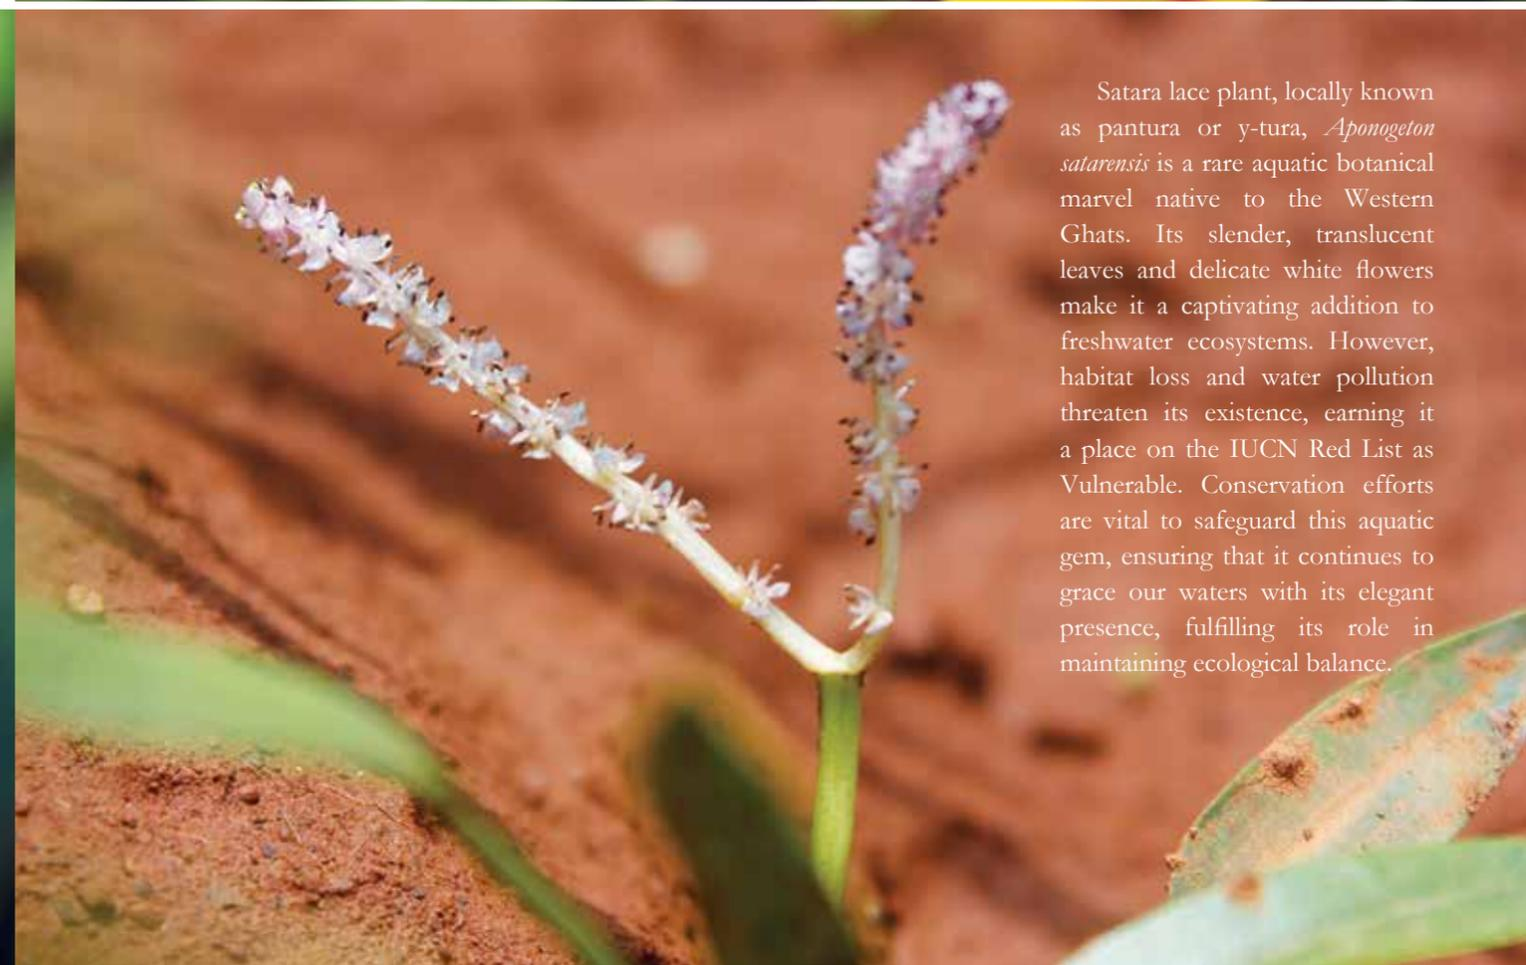 Satara lace plant, locally known
as pantura or y-tura, Aponogeton
satarensis is a rare aquatic botanical
marvel native to the Western
Ghats. Its slender, translucent
leaves and delicate white flowers
make it a captivating addition to
freshwater ecosystems. However,
habitat loss and water pollution
threaten its existence, earning it
a place on the IUCN Red List as
Vulnerable. Conservation efforts
are vital to safeguard this aquatic
gem, ensuring that it continues to
grace our waters with its elegant
presence, fulfilling its role in
maintaining ecological balance.